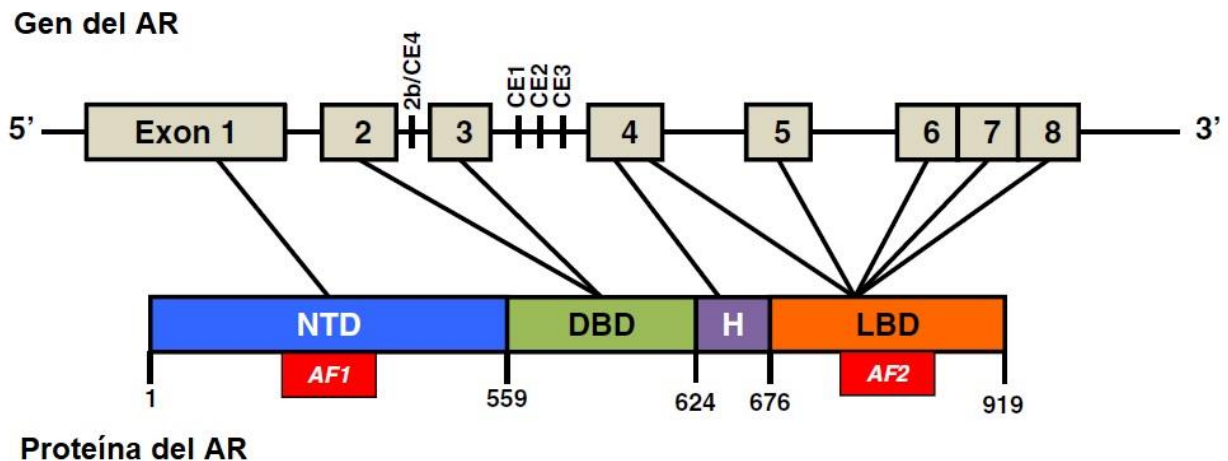 Gen del AR
2b/CE4
CE1
CE2
CE3
5' Exon 1 2 3 4 5 6 7 8 3'
NTD DBD H LBD
AF1 AF2
1 559 624 676 919
Proteína del AR